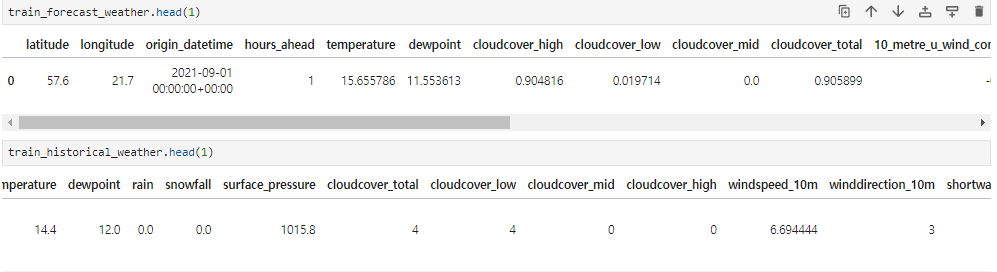 train_forecast_weather.head(1)
latitude longitude origin_datetime hours_ahead temperature dewpoint cloudcover_high cloudcover_low cloudcover_mid cloudcover_total 10_metre_u_wind_con
0 57.6 21.7 2021-09-01 00:00:00+00:00 1 15.655786 11.553613 0.904816 0.019714 0.0 0.905899
train_historical_weather.head(1)
mperature dewpoint rain snowfall surface_pressure cloudcover_total cloudcover_low cloudcover_mid cloudcover_high windspeed_10m winddirection_10m shortwa
14.4 12.0 0.0 0.0 1015.8 4 4 0 0 6.694444 3